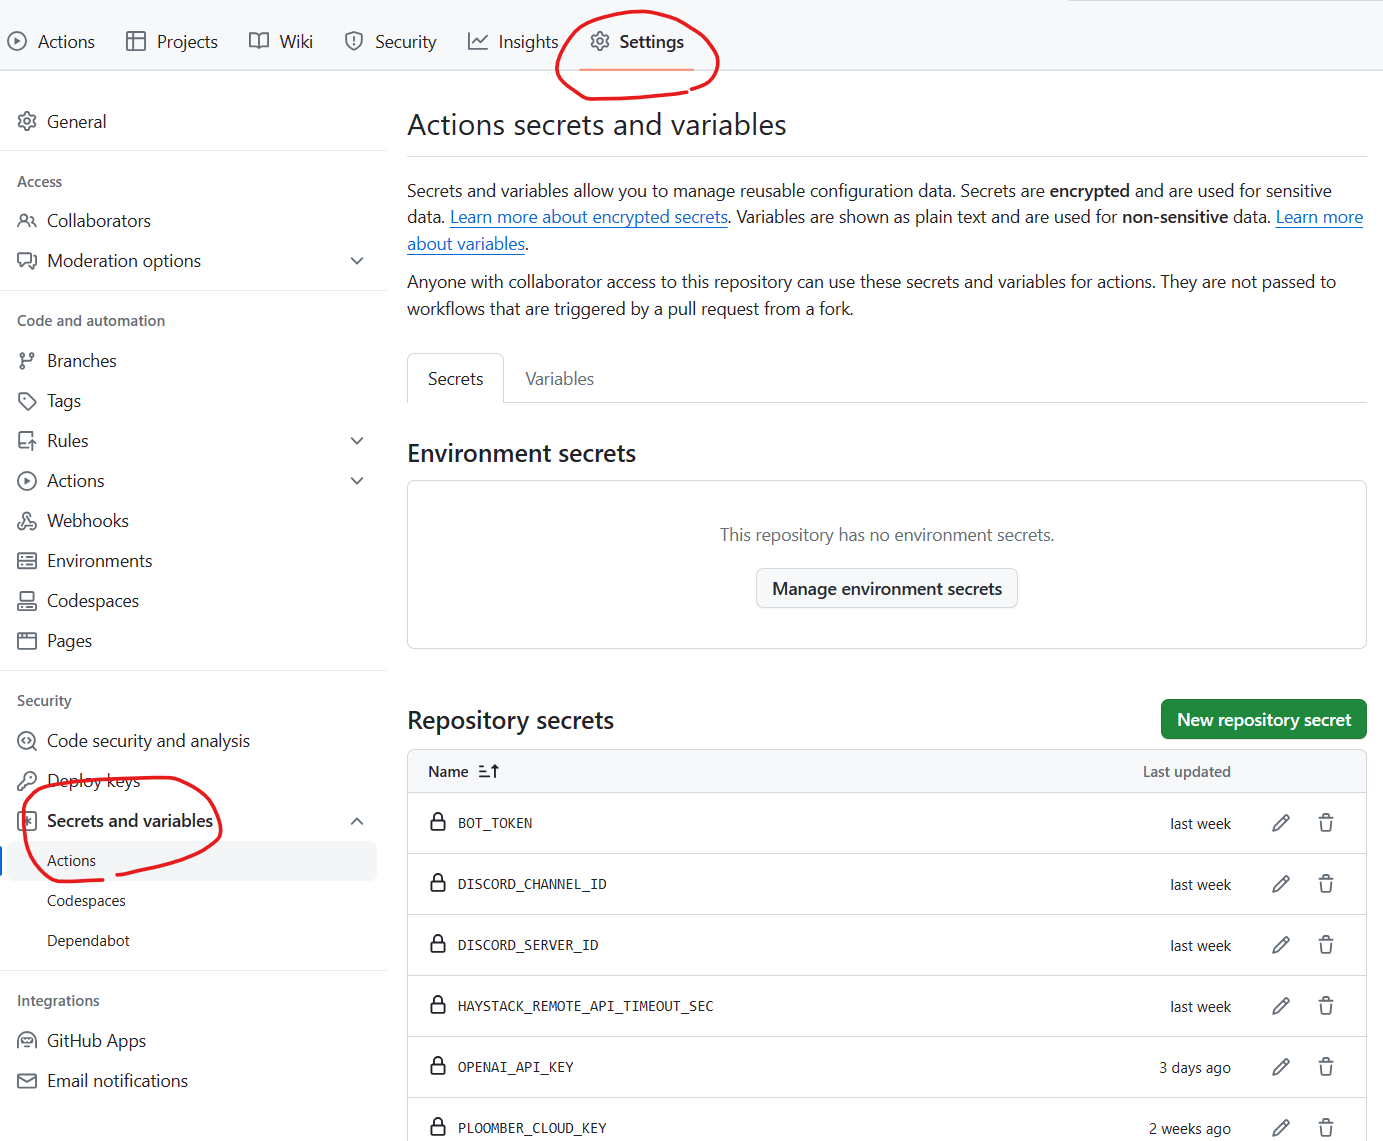 Actions
Projects
Wiki
Security
Insights
Settings
General
Access
Collaborators
Moderation options
Code and automation
Branches
Tags
Rules
Actions
Webhooks
Environments
Codespaces
Pages
Security
Code security and analysis
Deploy keys
Secrets and variables
Actions
Codespaces
Dependabot
Integrations
GitHub Apps
Email notifications
Actions secrets and variables
Secrets and variables allow you to manage reusable configuration data. Secrets are encrypted and are used for sensitive
data. Learn more about encrypted secrets. Variables are shown as plain text and are used for non-sensitive data. Learn more
about variables.
Anyone with collaborator access to this repository can use these secrets and variables for actions. They are not passed to
workflows that are triggered by a pull request from a fork.
Secrets
Variables
Environment secrets
This repository has no environment secrets.
Manage environment secrets
Repository secrets
New repository secret
Name
Last updated
BOT_TOKEN
last week
DISCORD_CHANNEL_ID
last week
DISCORD_SERVER_ID
last week
HAYSTACK_REMOTE_API_TIMEOUT_SEC
last week
OPENAI_API_KEY
3 days ago
PLOOMBER_CLOUD_KEY
2 weeks ago